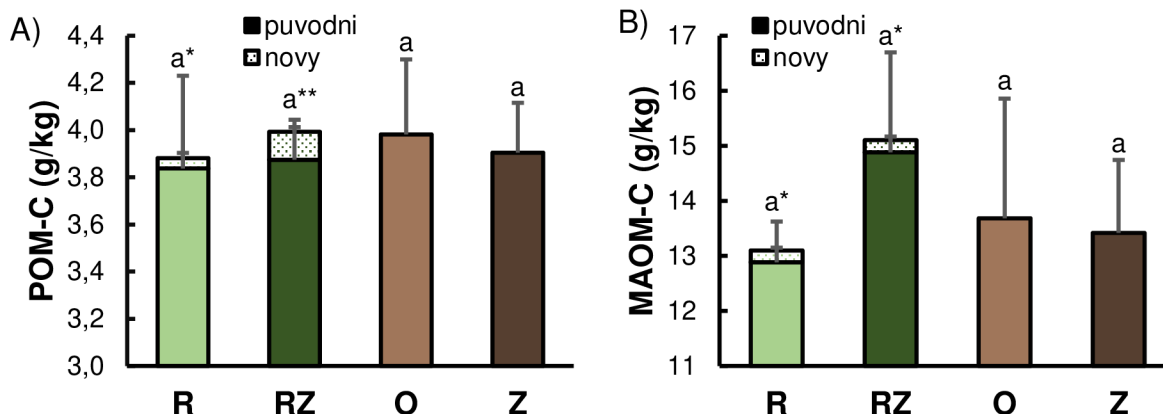 A)
puvodni
novy
POM-C (g/kg)
4,4
4,2
4,0
3,8
3,6
3,4
3,2
3,0
a*
a**
a
a
R
RZ
O
Z
B)
puvodni
novy
MAOM-C (g/kg)
17
16
15
14
13
12
11
a*
a*
a
a
R
RZ
O
Z